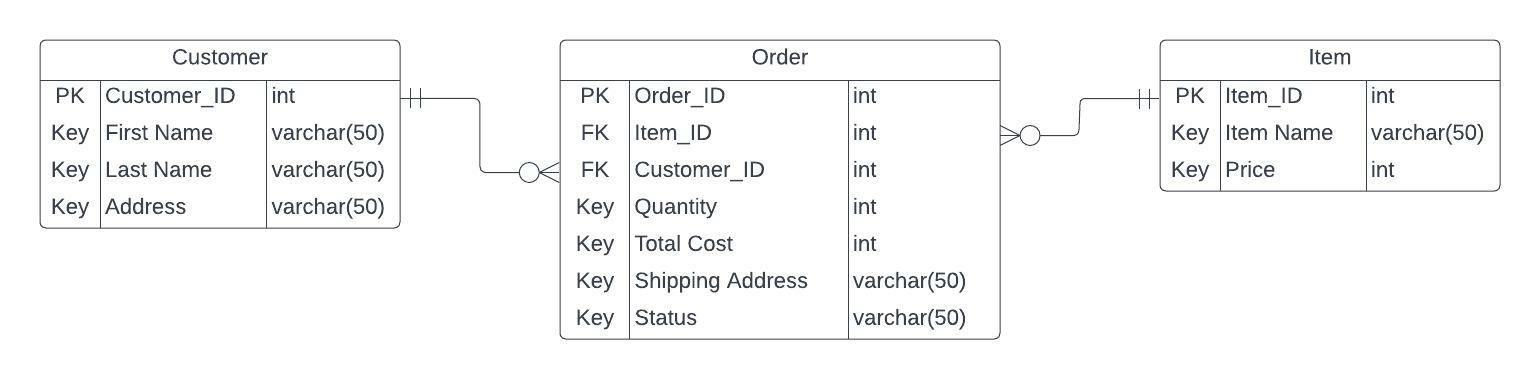 Customer
PK Customer_ID int
Key First Name varchar(50)
Key Last Name varchar(50)
Key Address varchar(50)
Order
PK Order_ID int
FK Item_ID int
FK Customer_ID int
Key Quantity int
Key Total Cost int
Key Shipping Address varchar(50)
Key Status varchar(50)
Item
PK Item_ID int
Key Item Name varchar(50)
Key Price int